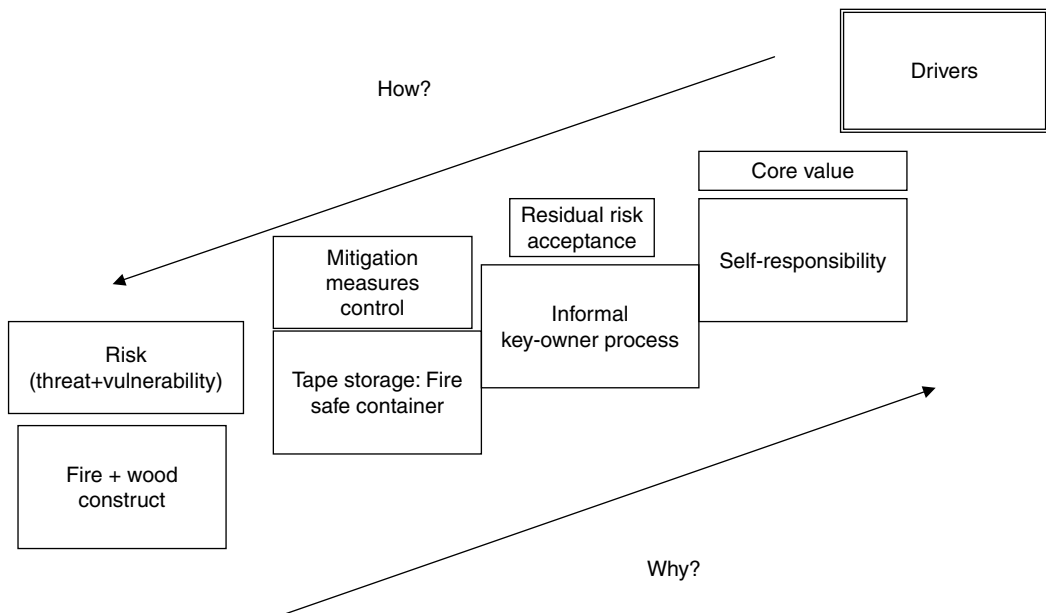 How?
Drivers
Core value
Residual risk
acceptance
Self-responsibility
Mitigation
measures
control
Informal
key-owner process
Risk
(threat+vulnerability)
Tape storage: Fire
safe container
Fire + wood
construct
Why?